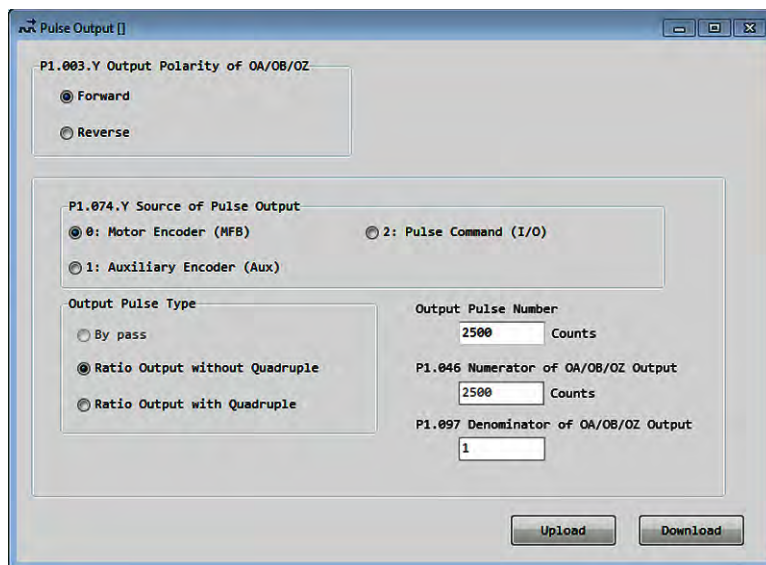 Pulse Output []
P1.003.Y Output Polarity of OA/OB/OZ
Forward
Reverse
P1.074.Y Source of Pulse Output
0: Motor Encoder (MFB)
2: Pulse Command (I/O)
1: Auxiliary Encoder (Aux)
Output Pulse Type
By pass
Ratio Output without Quadruple
Ratio Output with Quadruple
Output Pulse Number
2500 Counts
P1.046 Numerator of OA/OB/OZ Output
2500 Counts
P1.097 Denominator of OA/OB/OZ Output
1
Upload
Download